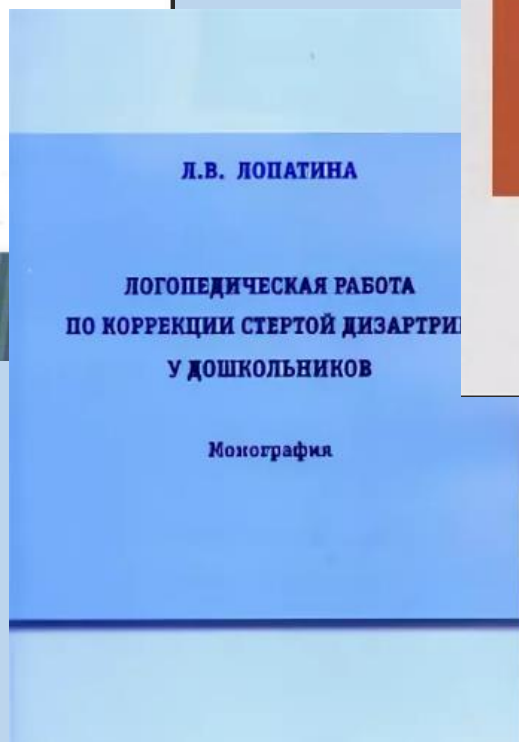 Л.В. ЛОПАТИНА
ЛОГОПЕДИЧЕСКАЯ РАБОТА
ПО КОРРЕКЦИИ СТЕРТОЙ ДИЗАРТРИ
У ДОШКОЛЬНИКОВ
Монография